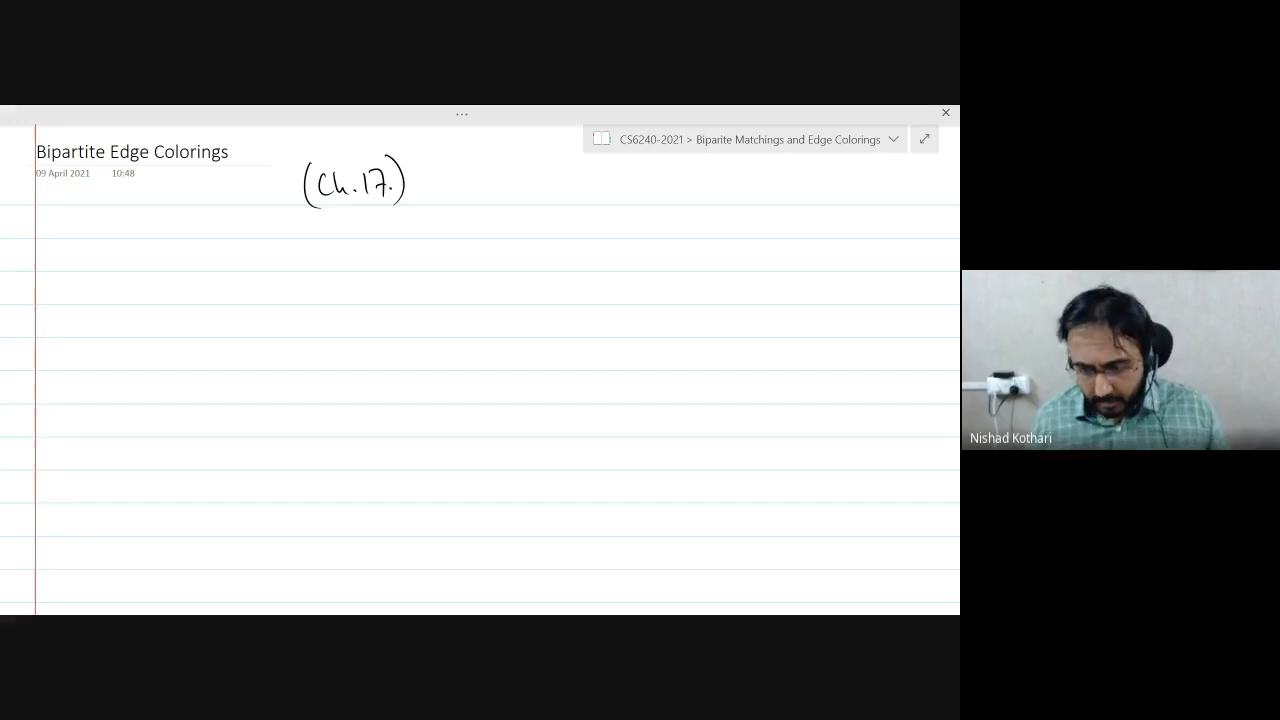 CS6240-2021 > Biparite Matchings and Edge Colorings
Bipartite Edge Colorings
09 April 2021 10:48
(Ch. 17.)
Nishad Kothari